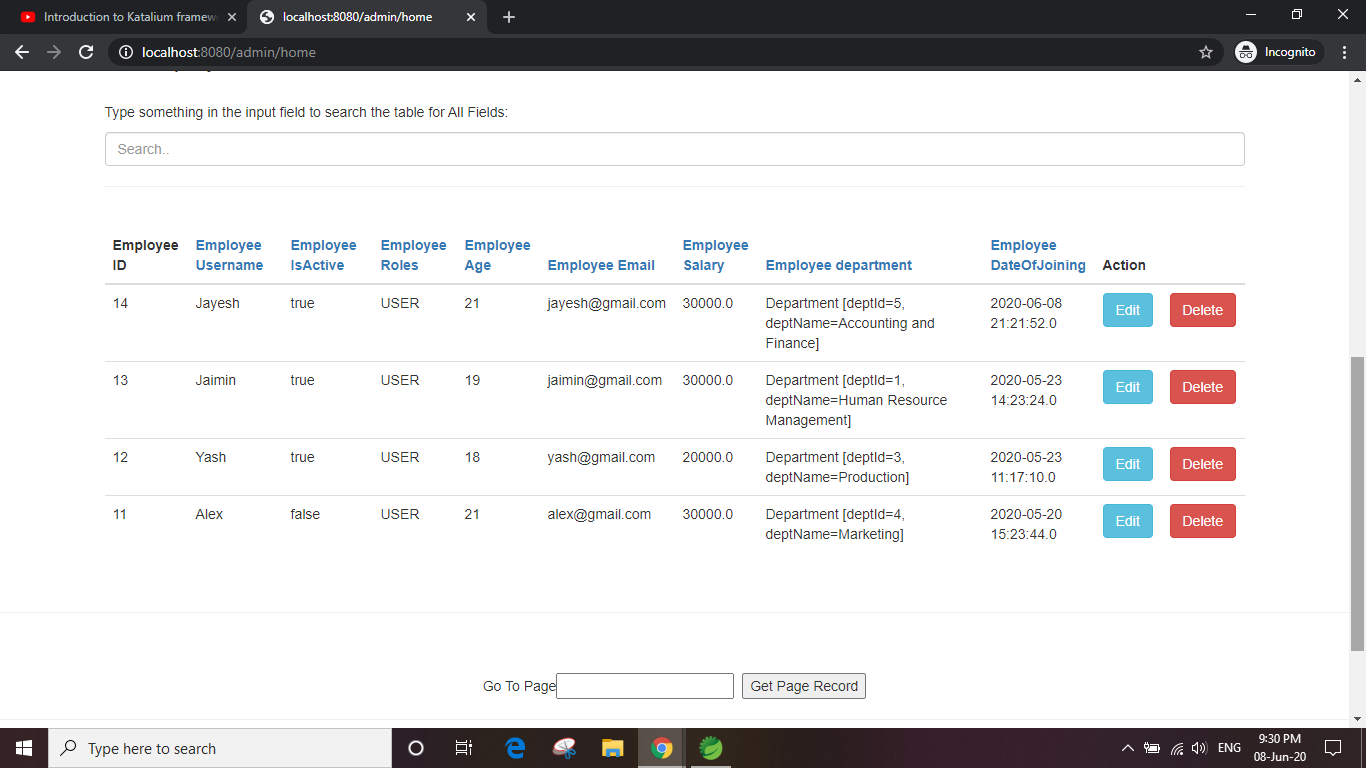 Introduction to Katalium framew
localhost:8080/admin/home
localhost:8080/admin/home
Incognito
Type something in the input field to search the table for All Fields:
Search..
Employee ID Employee Username Employee IsActive Employee Roles Employee Age Employee Email Employee Salary Employee department Employee DateOfJoining Action
14 Jayesh true USER 21 jayesh@gmail.com 30000.0 Department [deptId=5, 2020-06-08 Edit Delete
deptName=Accounting and 21:21:52.0
Finance]
13 Jaimin true USER 19 jaimin@gmail.com 30000.0 Department [deptId=1, 2020-05-23 Edit Delete
deptName=Human Resource 14:23:24.0
Management]
12 Yash true USER 18 yash@gmail.com 20000.0 Department [deptId=3, 2020-05-23 Edit Delete
deptName=Production] 11:17:10.0
11 Alex false USER 21 alex@gmail.com 30000.0 Department [deptId=4, 2020-05-20 Edit Delete
deptName=Marketing] 15:23:44.0
Go To Page Get Page Record
Type here to search
ENG
9:30 PM
08-Jun-20